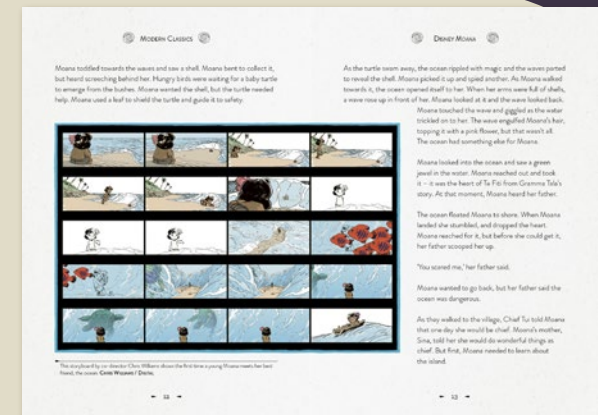 Modern Classics
Moana toddled towards the waves and saw a shell. Moana bent to collect it,
but heard screeching behind her. Hungry birds were waiting for a baby turtle
to emerge from the bushes. Moana wanted the shell, but the turtle needed
help. Moana used a leaf to shield the turtle and guide it to safety.
This storyboard by co-director Chris Williams shows the first time a young Moana meets her best
friend, the ocean. Chris Williams / Digital
22
Disney Moana
As the turtle swam away, the ocean rippled with magic and the waves parted
to reveal the shell. Moana picked it up and spied another. As Moana walked
towards it, the ocean opened itself to her. When her arms were full of shells,
a wave rose up in front of her. Moana looked at it and the wave looked back.
Moana touched the wave and giggled as the water
trickled on to her. The wave engulfed Moana's hair,
topping it with a pink flower, but that wasn't all.
The ocean had something else for Moana.
Moana looked into the ocean and saw a green
jewel in the water. Moana reached out and took
it – it was the heart of Te Fiti from Gramma Tala's
story. At that moment, Moana heard her father.
The ocean floated Moana to shore. When Moana
landed she stumbled, and dropped the heart.
Moana reached for it, but before she could get it,
her father scooped her up.
'You scared me,' her father said.
Moana wanted to go back, but her father said the
ocean was dangerous.
As they walked to the village, Chief Tui told Moana
that one day she would be chief. Moana's mother,
Sina, told her she would do wonderful things as
chief. But first, Moana needed to learn about
the island.
23